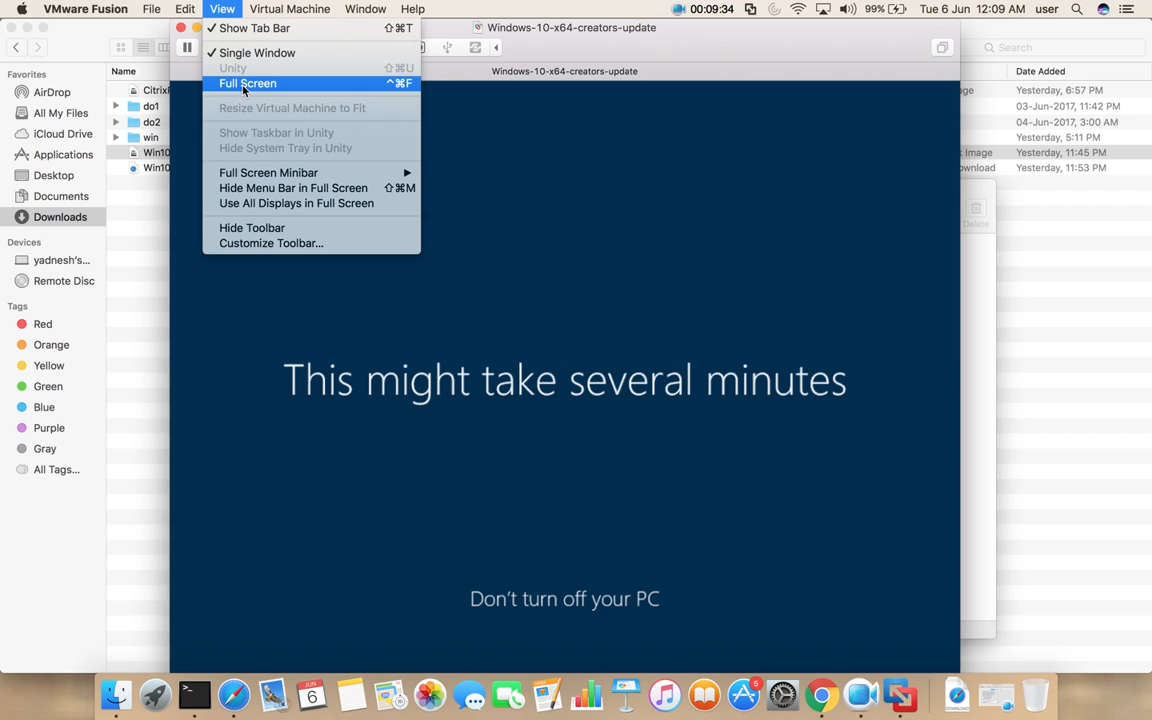 VMware Fusion File Edit View Virtual Machine Window Help 00:09:34 99% Tue 6 Jun 12:09 AM user
Show Tab Bar ⇧⌘T
Windows-10-x64-creators-update
Single Window
Search
Unity ⇧⌘U
Favorites
Name
Windows-10-x64-creators-update
Date Added
Full Screen ^⌘F
AirDrop
Citrix
Yesterday, 6:57 PM
All My Files
do1
Resize Virtual Machine to Fit
03-Jun-2017, 11:42 PM
iCloud Drive
do2
04-Jun-2017, 3:00 AM
Show Taskbar in Unity
win
Yesterday, 5:11 PM
Hide System Tray in Unity
Applications
Win10
Image
Yesterday, 11:45 PM
Desktop
Win10
Yesterday, 11:53 PM
Full Screen Minibar
Hide Menu Bar in Full Screen ⇧⌘M
Documents
Use All Displays in Full Screen
Downloads
Delete
Hide Toolbar
Customize Toolbar...
Devices
yadnesh's...
Remote Disc
Tags
Red
Orange
Yellow
Green
Blue
Purple
Gray
All Tags...
This might take several minutes
Don't turn off your PC
JUN
6
5
DOWNLOAD